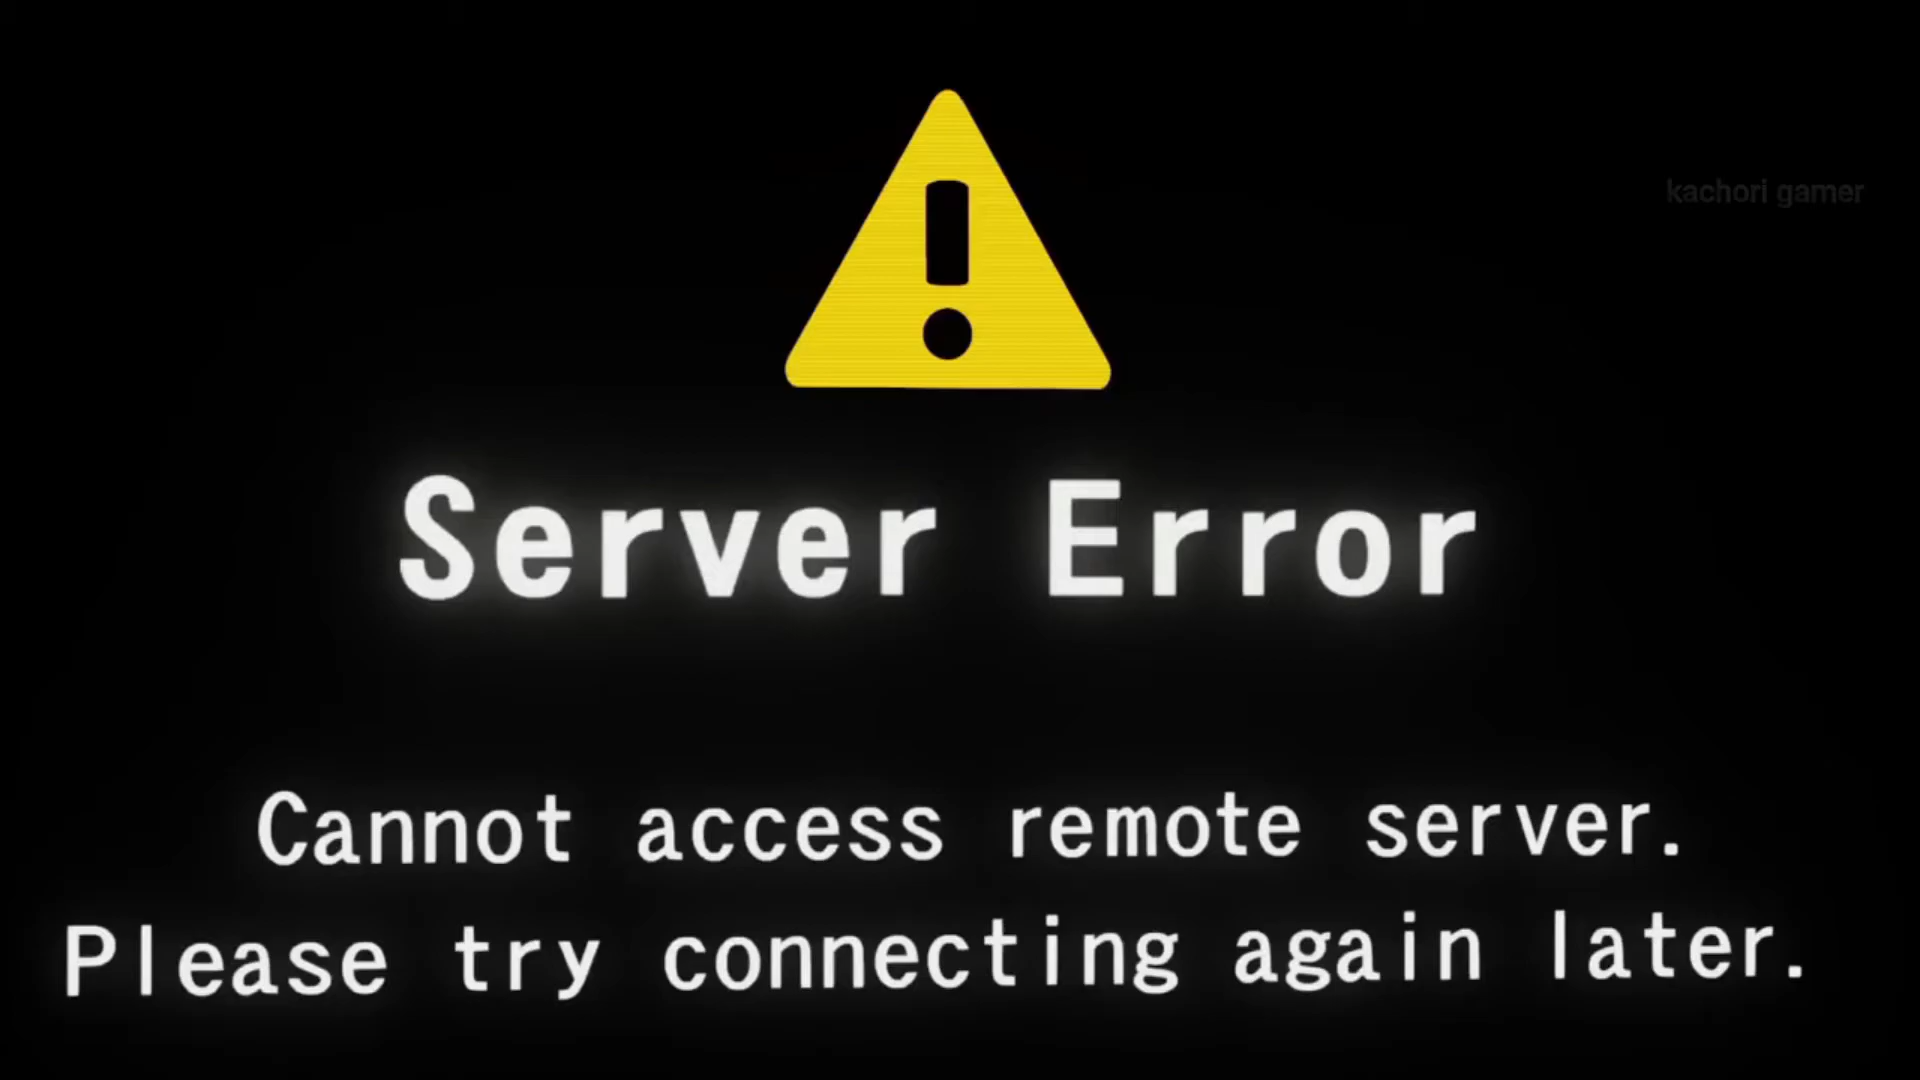 kachori gamer
Server Error
Cannot access remote server.
Please try connecting again later.